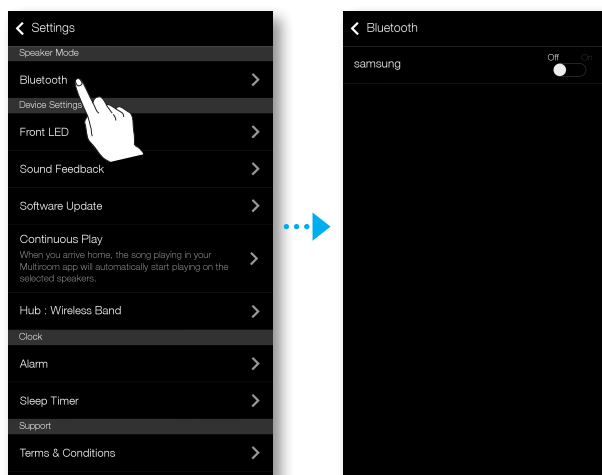 Settings
Speaker Mode
Bluetooth
Device Settings
Front LED
Sound Feedback
Software Update
Continuous Play
When you arrive home, the song playing in your
Multiroom app will automatically start playing on the
selected speakers.
Hub : Wireless Band
Clock
Alarm
Sleep Timer
Support
Terms & Conditions
Bluetooth
samsung
Off On